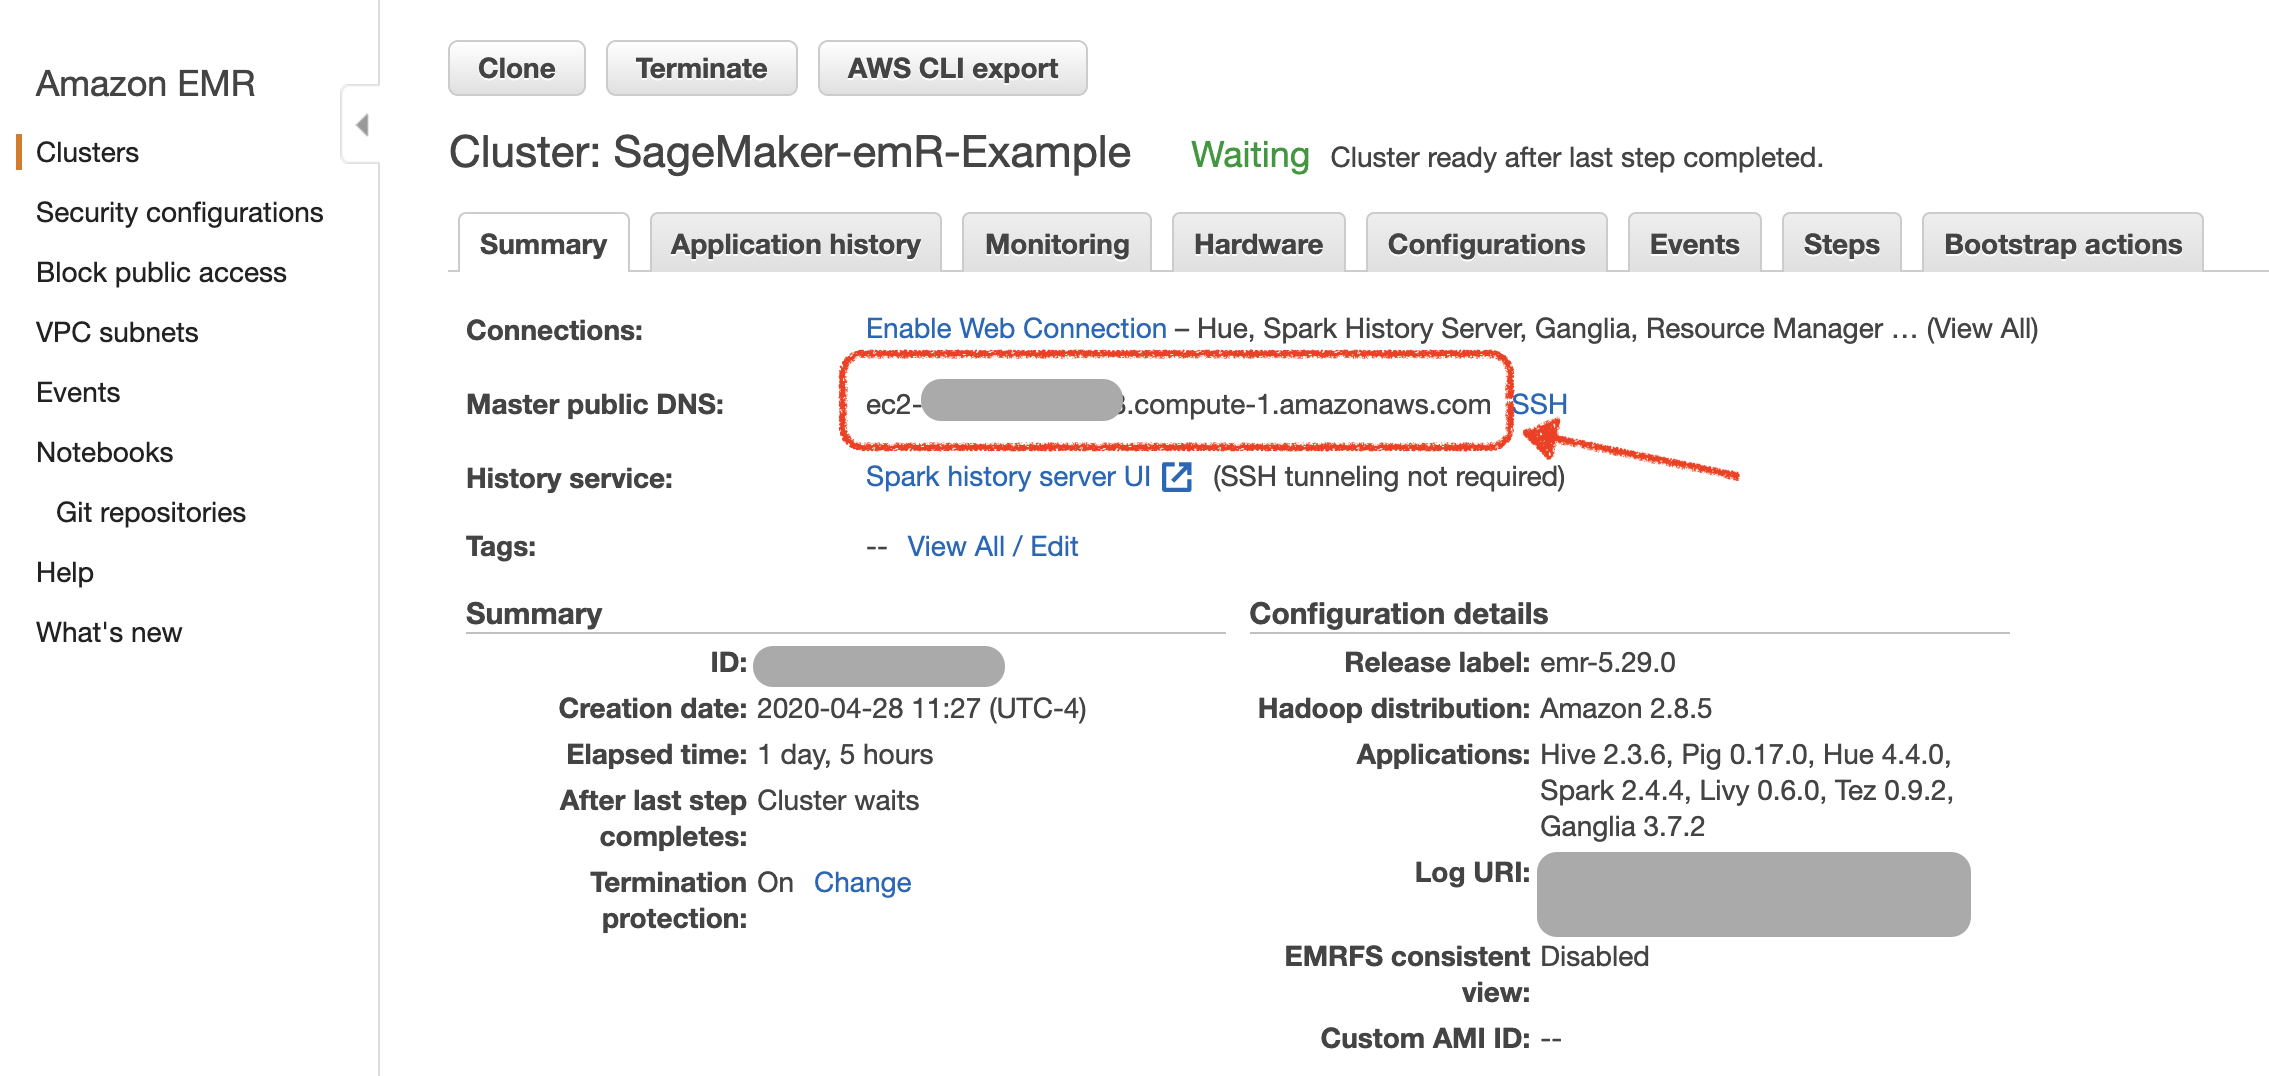 Amazon EMR
Clusters
Security configurations
Block public access
VPC subnets
Events
Notebooks
Git repositories
Help
What's new
Clone Terminate AWS CLI export
Cluster: SageMaker-emR-Example Waiting Cluster ready after last step completed.
Summary Application history Monitoring Hardware Configurations Events Steps Bootstrap actions
Connections: Enable Web Connection – Hue, Spark History Server, Ganglia, Resource Manager … (View All)
Master public DNS: ec2- .compute-1.amazonaws.com SSH
History service: Spark history server UI (SSH tunneling not required)
Tags: -- View All / Edit
Summary
ID:
Creation date: 2020-04-28 11:27 (UTC-4)
Elapsed time: 1 day, 5 hours
After last step Cluster waits
completes:
Termination On Change
protection:
Configuration details
Release label: emr-5.29.0
Hadoop distribution: Amazon 2.8.5
Applications: Hive 2.3.6, Pig 0.17.0, Hue 4.4.0,
Spark 2.4.4, Livy 0.6.0, Tez 0.9.2,
Ganglia 3.7.2
Log URI:
EMRFS consistent Disabled
view:
Custom AMI ID: --